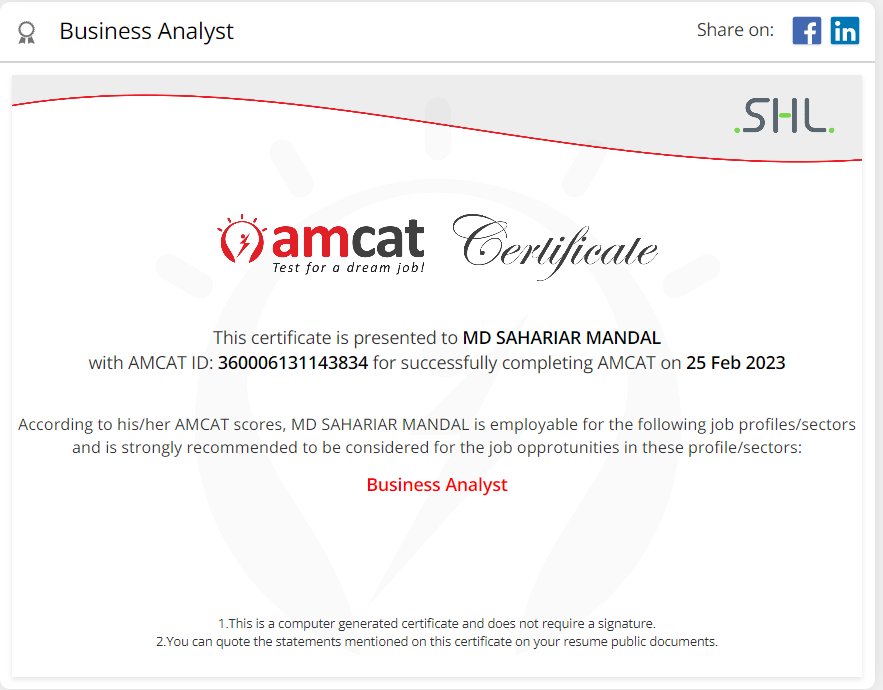 Business Analyst
Share on:
f
in
.SHL.
amcat
Test for a dream job!
Certificate
This certificate is presented to MD SAHARIAR MANDAL
with AMCAT ID: 360006131143834 for successfully completing AMCAT on 25 Feb 2023
According to his/her AMCAT scores, MD SAHARIAR MANDAL is employable for the following job profiles/sectors
and is strongly recommended to be considered for the job opprotunities in these profile/sectors:
Business Analyst
1.This is a computer generated certificate and does not require a signature.
2.You can quote the statements mentioned on this certificate on your resume public documents.